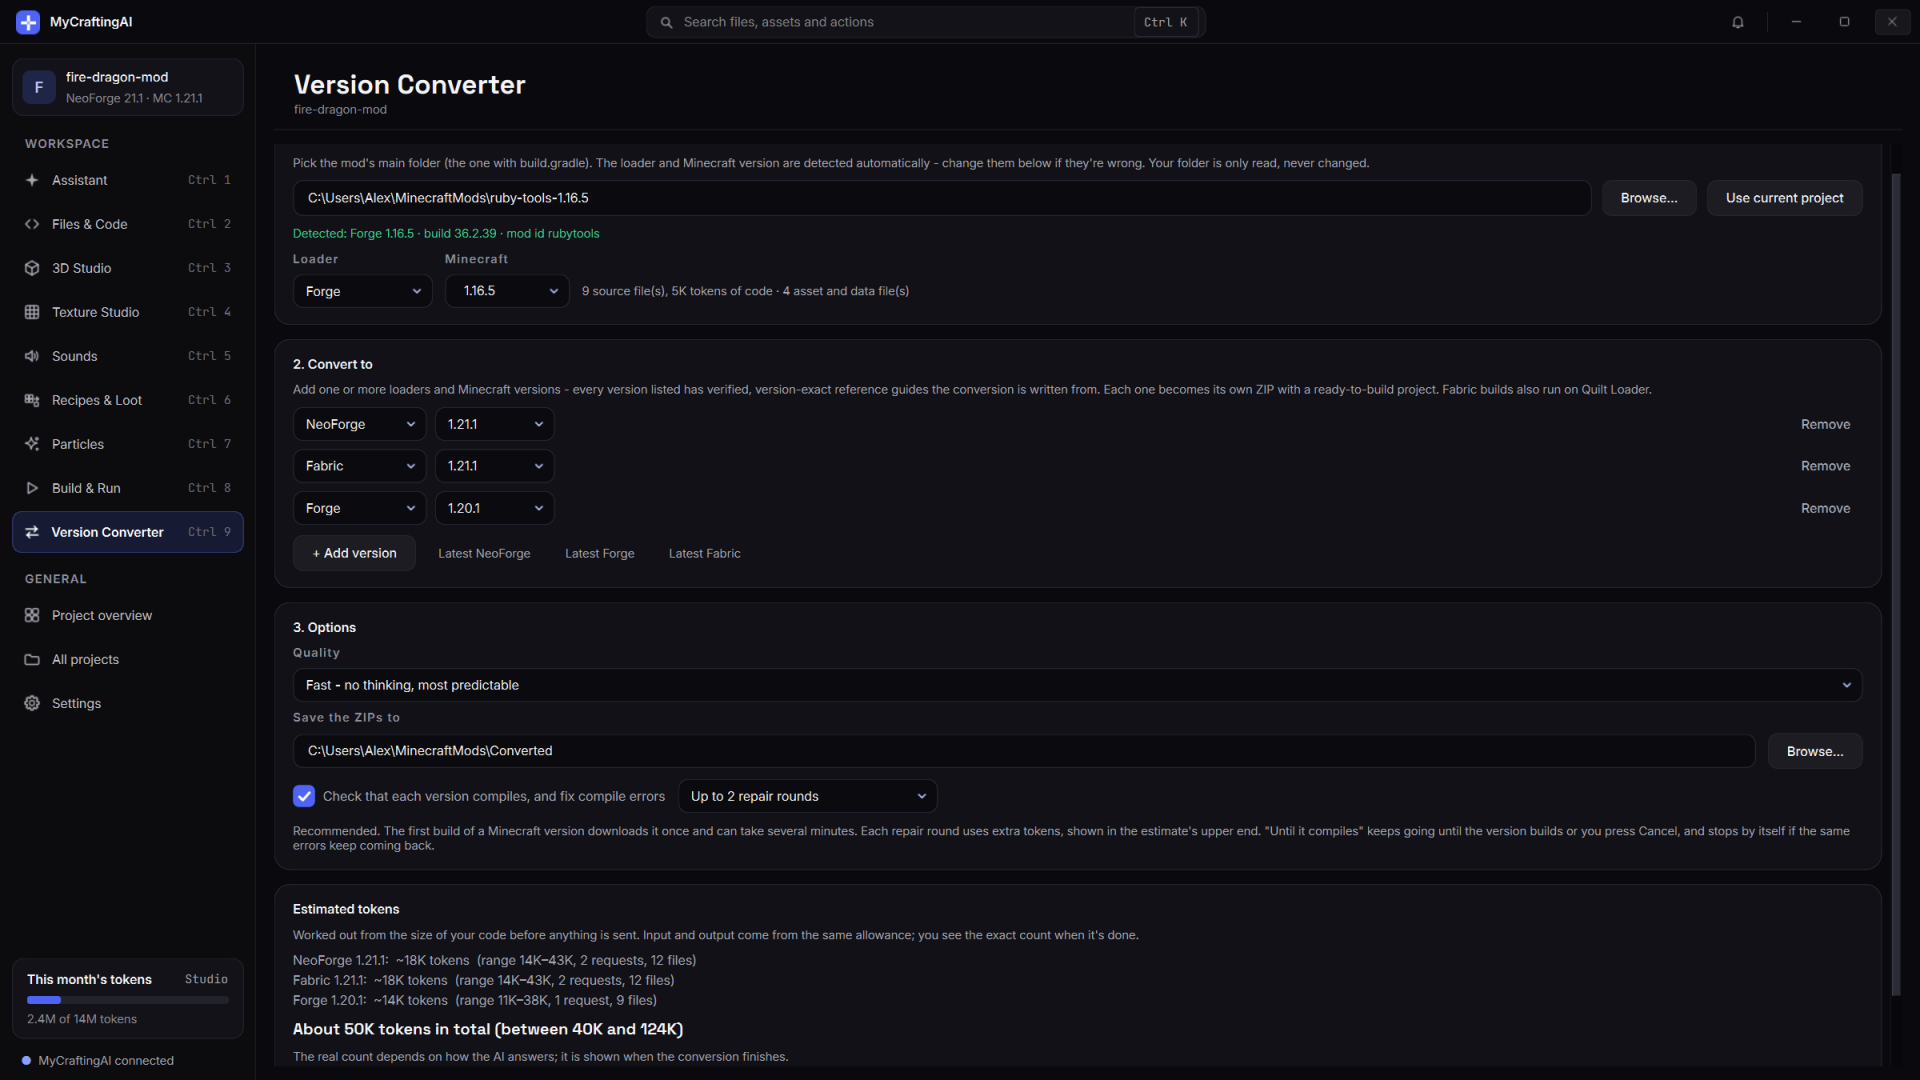 MyCraftingAI
Search files, assets and actions
Ctrl K
F
fire-dragon-mod
NeoForge 21.1 · MC 1.21.1
WORKSPACE
Assistant Ctrl 1
Files & Code Ctrl 2
3D Studio Ctrl 3
Texture Studio Ctrl 4
Sounds Ctrl 5
Recipes & Loot Ctrl 6
Particles Ctrl 7
Build & Run Ctrl 8
Version Converter Ctrl 9
GENERAL
Project overview
All projects
Settings
This month's tokens Studio
2.4M of 14M tokens
MyCraftingAI connected
Version Converter
fire-dragon-mod
Pick the mod's main folder (the one with build.gradle). The loader and Minecraft version are detected automatically - change them below if they're wrong. Your folder is only read, never changed.
C:\Users\Alex\MinecraftMods\ruby-tools-1.16.5 Browse... Use current project
Detected: Forge 1.16.5 · build 36.2.39 · mod id rubytools
Loader Minecraft
Forge 1.16.5 9 source file(s), 5K tokens of code · 4 asset and data file(s)
2. Convert to
Add one or more loaders and Minecraft versions - every version listed has verified, version-exact reference guides the conversion is written from. Each one becomes its own ZIP with a ready-to-build project. Fabric builds also run on Quilt Loader.
NeoForge 1.21.1 Remove
Fabric 1.21.1 Remove
Forge 1.20.1 Remove
+ Add version Latest NeoForge Latest Forge Latest Fabric
3. Options
Quality
Fast - no thinking, most predictable
Save the ZIPs to
C:\Users\Alex\MinecraftMods\Converted Browse...
Check that each version compiles, and fix compile errors Up to 2 repair rounds
Recommended. The first build of a Minecraft version downloads it once and can take several minutes. Each repair round uses extra tokens, shown in the estimate's upper end. "Until it compiles" keeps going until the version builds or you press Cancel, and stops by itself if the same
errors keep coming back.
Estimated tokens
Worked out from the size of your code before anything is sent. Input and output come from the same allowance; you see the exact count when it's done.
NeoForge 1.21.1: ~18K tokens (range 14K–43K, 2 requests, 12 files)
Fabric 1.21.1: ~18K tokens (range 14K–43K, 2 requests, 12 files)
Forge 1.20.1: ~14K tokens (range 11K–38K, 1 request, 9 files)
About 50K tokens in total (between 40K and 124K)
The real count depends on how the AI answers; it is shown when the conversion finishes.